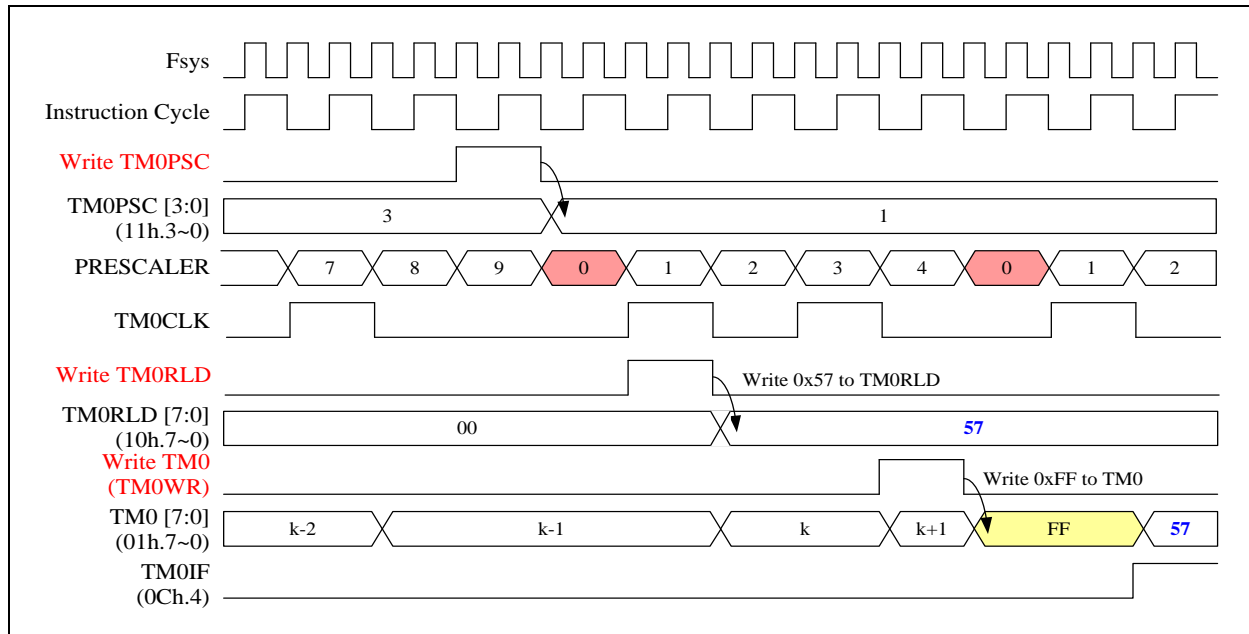 Fsys
Instruction Cycle
Write TM0PSC
TM0PSC [3:0]
(11h.3~0)
3 1
PRESCALER
7 8 9 0 1 2 3 4 0 1 2
TM0CLK
Write TM0RLD
Write 0x57 to TM0RLD
TM0RLD [7:0]
(10h.7~0)
00 57
Write TM0
(TM0WR)
Write 0xFF to TM0
TM0 [7:0]
(01h.7~0)
k-2 k-1 k k+1 FF 57
TM0IF
(0Ch.4)